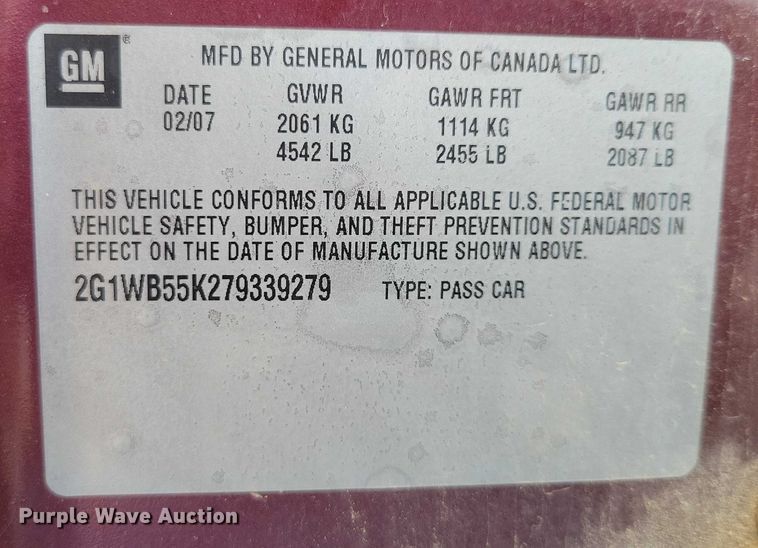 GM ®
MFD BY GENERAL MOTORS OF CANADA LTD.
DATE GVWR GAWR FRT GAWR RR
02/07 2061 KG 1114 KG 947 KG
4542 LB 2455 LB 2087 LB
THIS VEHICLE CONFORMS TO ALL APPLICABLE U.S. FEDERAL MOTOR
VEHICLE SAFETY, BUMPER, AND THEFT PREVENTION STANDARDS IN
EFFECT ON THE DATE OF MANUFACTURE SHOWN ABOVE.
2G1WB55K279339279 TYPE: PASS CAR
Purple Wave Auction